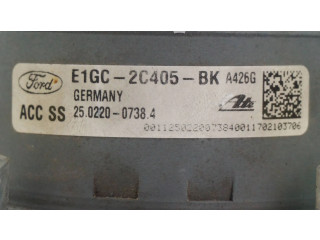 Ford E1GC-2C405-BK A426G
GERMANY
ACC SS 25.0220-0738.4 ATE
0011250220073840011702103706